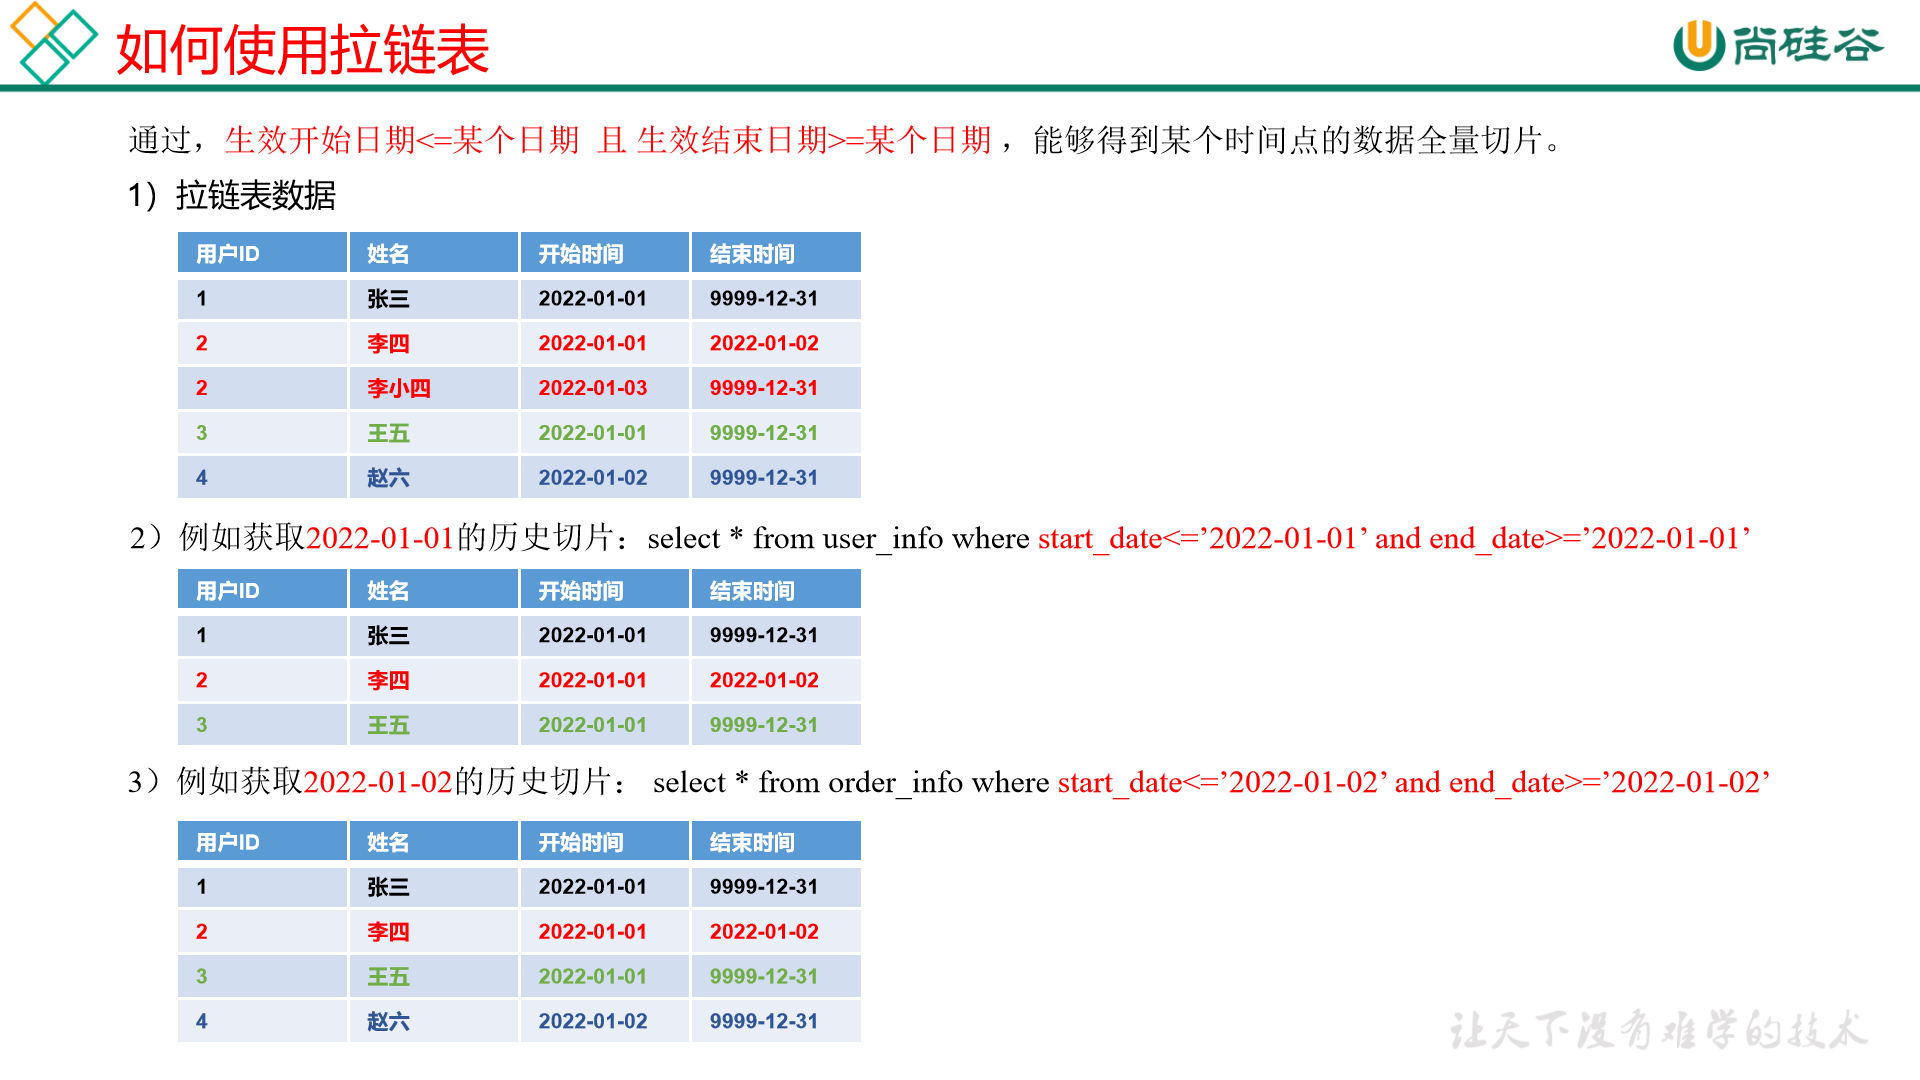 如何使用拉链表
尚硅谷
通过，生效开始日期<=某个日期 且 生效结束日期>=某个日期 ，能够得到某个时间点的数据全量切片。
1）拉链表数据
用户ID 姓名 开始时间 结束时间
1 张三 2022-01-01 9999-12-31
2 李四 2022-01-01 2022-01-02
2 李小四 2022-01-03 9999-12-31
3 王五 2022-01-01 9999-12-31
4 赵六 2022-01-02 9999-12-31
2）例如获取2022-01-01的历史切片：select * from user_info where start_date<=’2022-01-01’ and end_date>=’2022-01-01’
用户ID 姓名 开始时间 结束时间
1 张三 2022-01-01 9999-12-31
2 李四 2022-01-01 2022-01-02
3 王五 2022-01-01 9999-12-31
3）例如获取2022-01-02的历史切片： select * from order_info where start_date<=’2022-01-02’ and end_date>=’2022-01-02’
用户ID 姓名 开始时间 结束时间
1 张三 2022-01-01 9999-12-31
2 李四 2022-01-01 2022-01-02
3 王五 2022-01-01 9999-12-31
4 赵六 2022-01-02 9999-12-31
让天下没有难学的技术